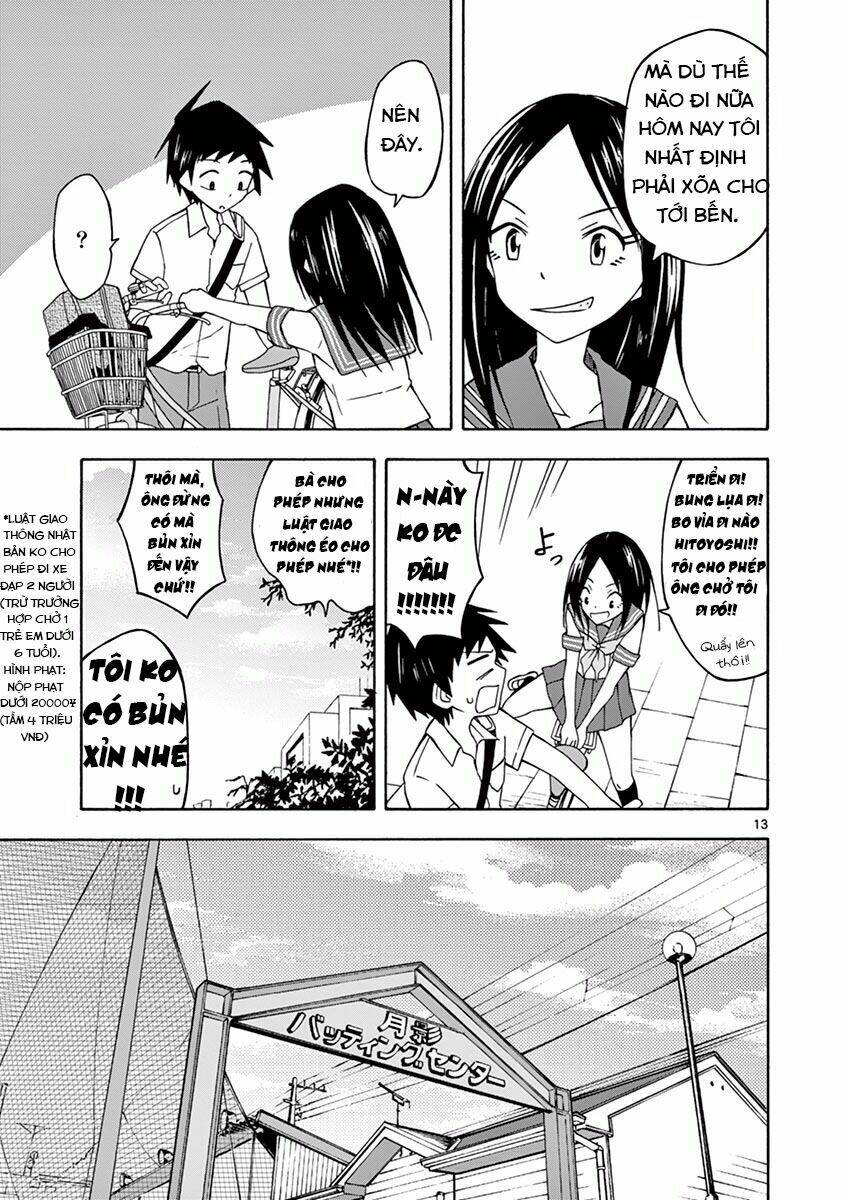 MÀ DÙ THẾ
NÀO ĐI NỮA
HÔM NAY TÔI
NHẤT ĐỊNH
PHẢI XÕA CHO
TỚI BẾN.
NÊN
ĐÂY.
?
TRIỂN ĐI!
BUNG LỤA ĐI!
BO VỈA ĐI NÀO
HITOYOSHI!!
TÔI CHO PHÉP
ÔNG CHỞ TÔI
ĐI ĐÓ!!
Quẩy lên
thôi!!
よっ
N-NÀY
KO ĐC
ĐÂU
!!!!!!!
BÀ CHO
PHÉP NHƯNG
LUẬT GIAO
THÔNG ÉO CHO
PHÉP NHÉ*!!
THÔI MÀ,
ÔNG ĐỪNG
CÓ MÀ
BỦN XỈN
ĐẾN VẬY
CHỨ!!
TÔI KO
CÓ BỦN
XỈN NHÉ
!!!
*LUẬT GIAO
THÔNG NHẬT
BẢN KO CHO
PHÉP ĐI XE
ĐẠP 2 NGƯỜI
(TRỪ TRƯỜNG
HỢP CHỞ 1
TRẺ EM DƯỚI
6 TUỔI).
HÌNH PHẠT:
NỘP PHẠT
DƯỚI 20000¥
(TẦM 4 TRIỆU
VNĐ)
13
月影
バッティングセンター